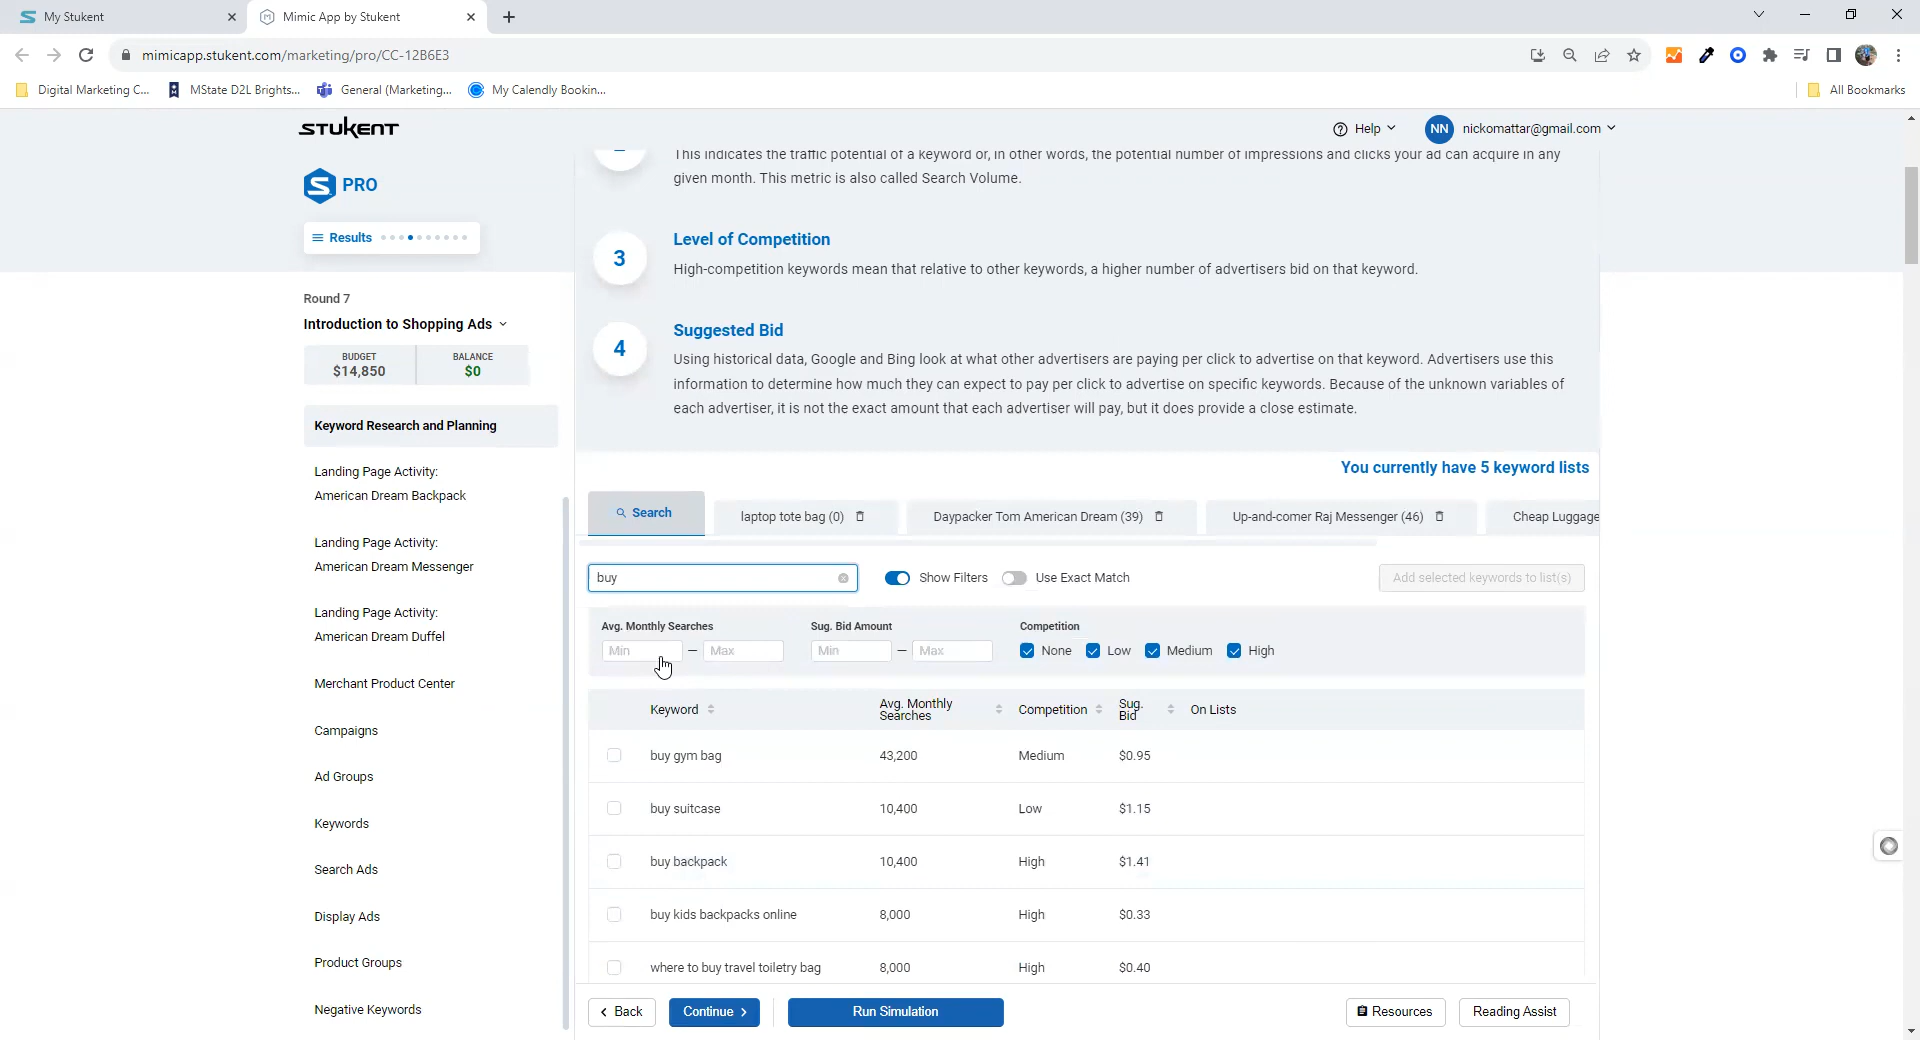 My Stukent
Mimic App by Stukent
mimicapp.stukent.com/marketing/pro/CC-12B6E3
Digital Marketing C...
MState D2L Brights...
General (Marketing...
My Calendly Bookin...
All Bookmarks
STUKENT
Help
NN
nickomattar@gmail.com
S PRO
Results
Round 7
Introduction to Shopping Ads
BUDGET
$14,850
BALANCE
$0
Keyword Research and Planning
Landing Page Activity:
American Dream Backpack
Landing Page Activity:
American Dream Messenger
Landing Page Activity:
American Dream Duffel
Merchant Product Center
Campaigns
Ad Groups
Keywords
Search Ads
Display Ads
Product Groups
Negative Keywords
This indicates the traffic potential of a keyword or, in other words, the potential number of impressions and clicks your ad can acquire in any
given month. This metric is also called Search Volume.
3
Level of Competition
High-competition keywords mean that relative to other keywords, a higher number of advertisers bid on that keyword.
4
Suggested Bid
Using historical data, Google and Bing look at what other advertisers are paying per click to advertise on that keyword. Advertisers use this
information to determine how much they can expect to pay per click to advertise on specific keywords. Because of the unknown variables of
each advertiser, it is not the exact amount that each advertiser will pay, but it does provide a close estimate.
You currently have 5 keyword lists
Search
laptop tote bag (0)
Daypacker Tom American Dream (39)
Up-and-comer Raj Messenger (46)
Cheap Luggage
buy
Show Filters
Use Exact Match
Add selected keywords to list(s)
Avg. Monthly Searches
Min – Max
Sug. Bid Amount
Min – Max
Competition
None Low Medium High
Keyword
Avg. Monthly
Searches
Competition
Sug.
Bid
On Lists
buy gym bag 43,200 Medium $0.95
buy suitcase 10,400 Low $1.15
buy backpack 10,400 High $1.41
buy kids backpacks online 8,000 High $0.33
where to buy travel toiletry bag 8,000 High $0.40
Back
Continue
Run Simulation
Resources
Reading Assist